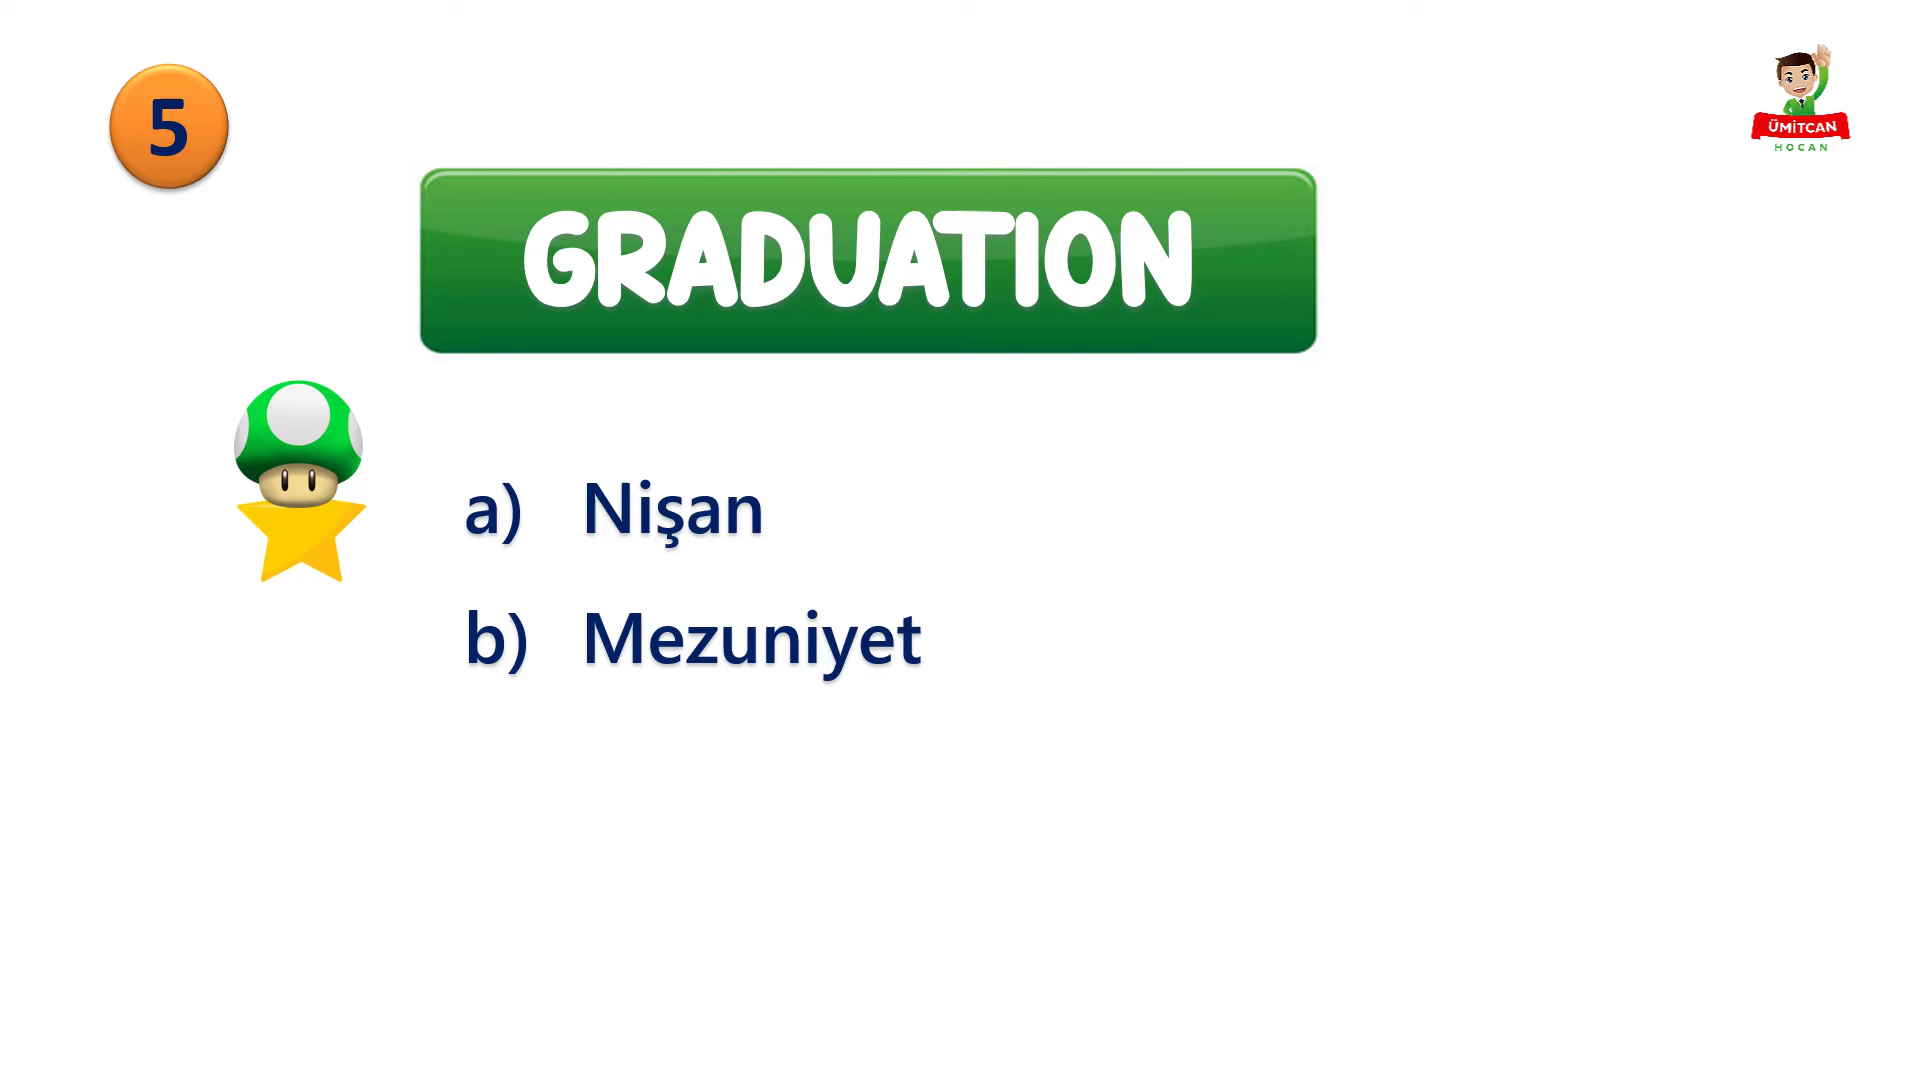 5
ÜMİTCAN
HOCAN
GRADUATION
a) Nişan
b) Mezuniyet